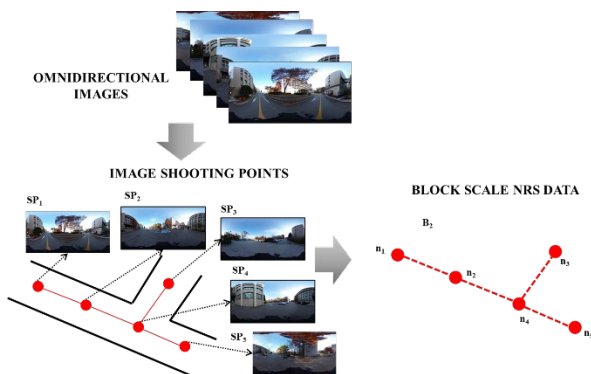 OMNIDIRECTIONAL
IMAGES
IMAGE SHOOTING POINTS
SP1
SP2
SP3
SP4
SP5
BLOCK SCALE NRS DATA
B2
n1
n2
n3
n4